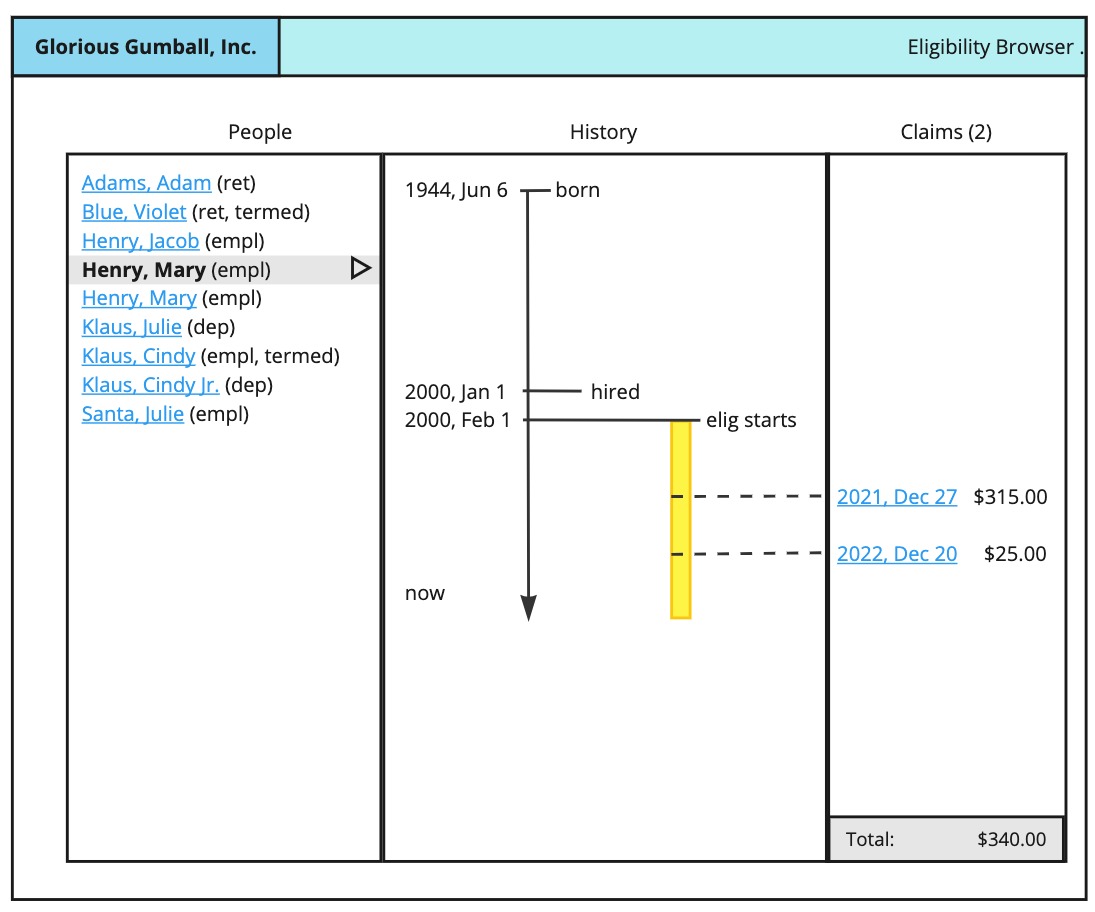 Glorious Gumball, Inc.
Eligibility Browser .
People
History
Claims (2)
Adams, Adam (ret)
Blue, Violet (ret, termed)
Henry, Jacob (empl)
Henry, Mary (empl)
Henry, Mary (empl)
Klaus, Julie (dep)
Klaus, Cindy (empl, termed)
Klaus, Cindy Jr. (dep)
Santa, Julie (empl)
1944, Jun 6 born
2000, Jan 1 hired
2000, Feb 1 elig starts
now
2021, Dec 27 $315.00
2022, Dec 20 $25.00
Total: $340.00